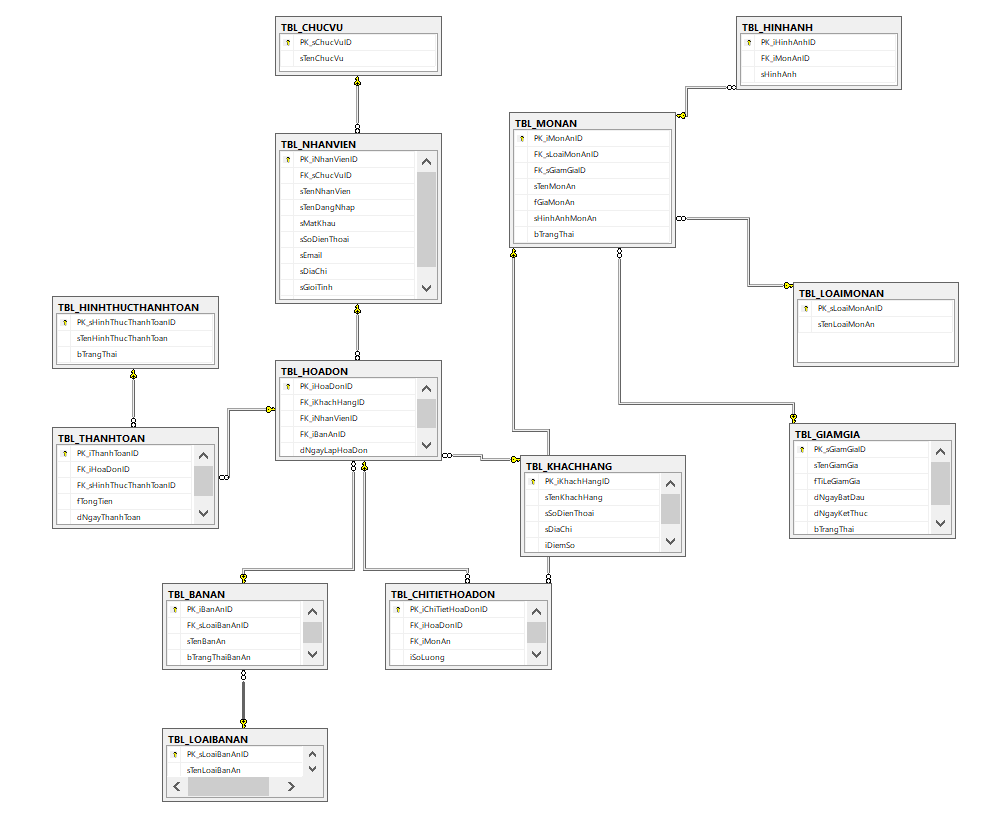 TBL_CHUCVU
PK_sChucVuID
sTenChucVu
TBL_HINHANH
PK_iHinhAnhID
FK_iMonAnID
sHinhAnh
TBL_NHANVIEN
PK_iNhanVienID
FK_sChucVuID
sTenNhanVien
sTenDangNhap
sMatKhau
sSoDienThoai
sEmail
sDiaChi
sGioiTinh
TBL_MONAN
PK_iMonAnID
FK_sLoaiMonAnID
FK_sGiamGiaID
sTenMonAn
fGiaMonAn
sHinhAnhMonAn
bTrangThai
TBL_LOAIMONAN
PK_sLoaiMonAnID
sTenLoaiMonAn
TBL_HINHTHUCTHANHTOAN
PK_sHinhThucThanhToanID
sTenHinhThucThanhToan
bTrangThai
TBL_HOADON
PK_iHoaDonID
FK_iKhachHangID
FK_iNhanVienID
FK_iBanAnID
dNgayLapHoaDon
TBL_THANHTOAN
PK_iThanhToanID
FK_iHoaDonID
FK_sHinhThucThanhToanID
fTongTien
dNgayThanhToan
TBL_KHACHHANG
PK_iKhachHangID
sTenKhachHang
sSoDienThoai
sDiaChi
iDiemSo
TBL_GIAMGIA
PK_sGiamGiaID
sTenGiamGia
fTiLeGiamGia
dNgayBatDau
dNgayKetThuc
bTrangThai
TBL_BANAN
PK_iBanAnID
FK_sLoaiBanAnID
sTenBanAn
bTrangThaiBanAn
TBL_CHITIETHOADON
PK_iChiTietHoaDonID
FK_iHoaDonID
FK_iMonAn
iSoLuong
TBL_LOAIBANAN
PK_sLoaiBanAnID
sTenLoaiBanAn